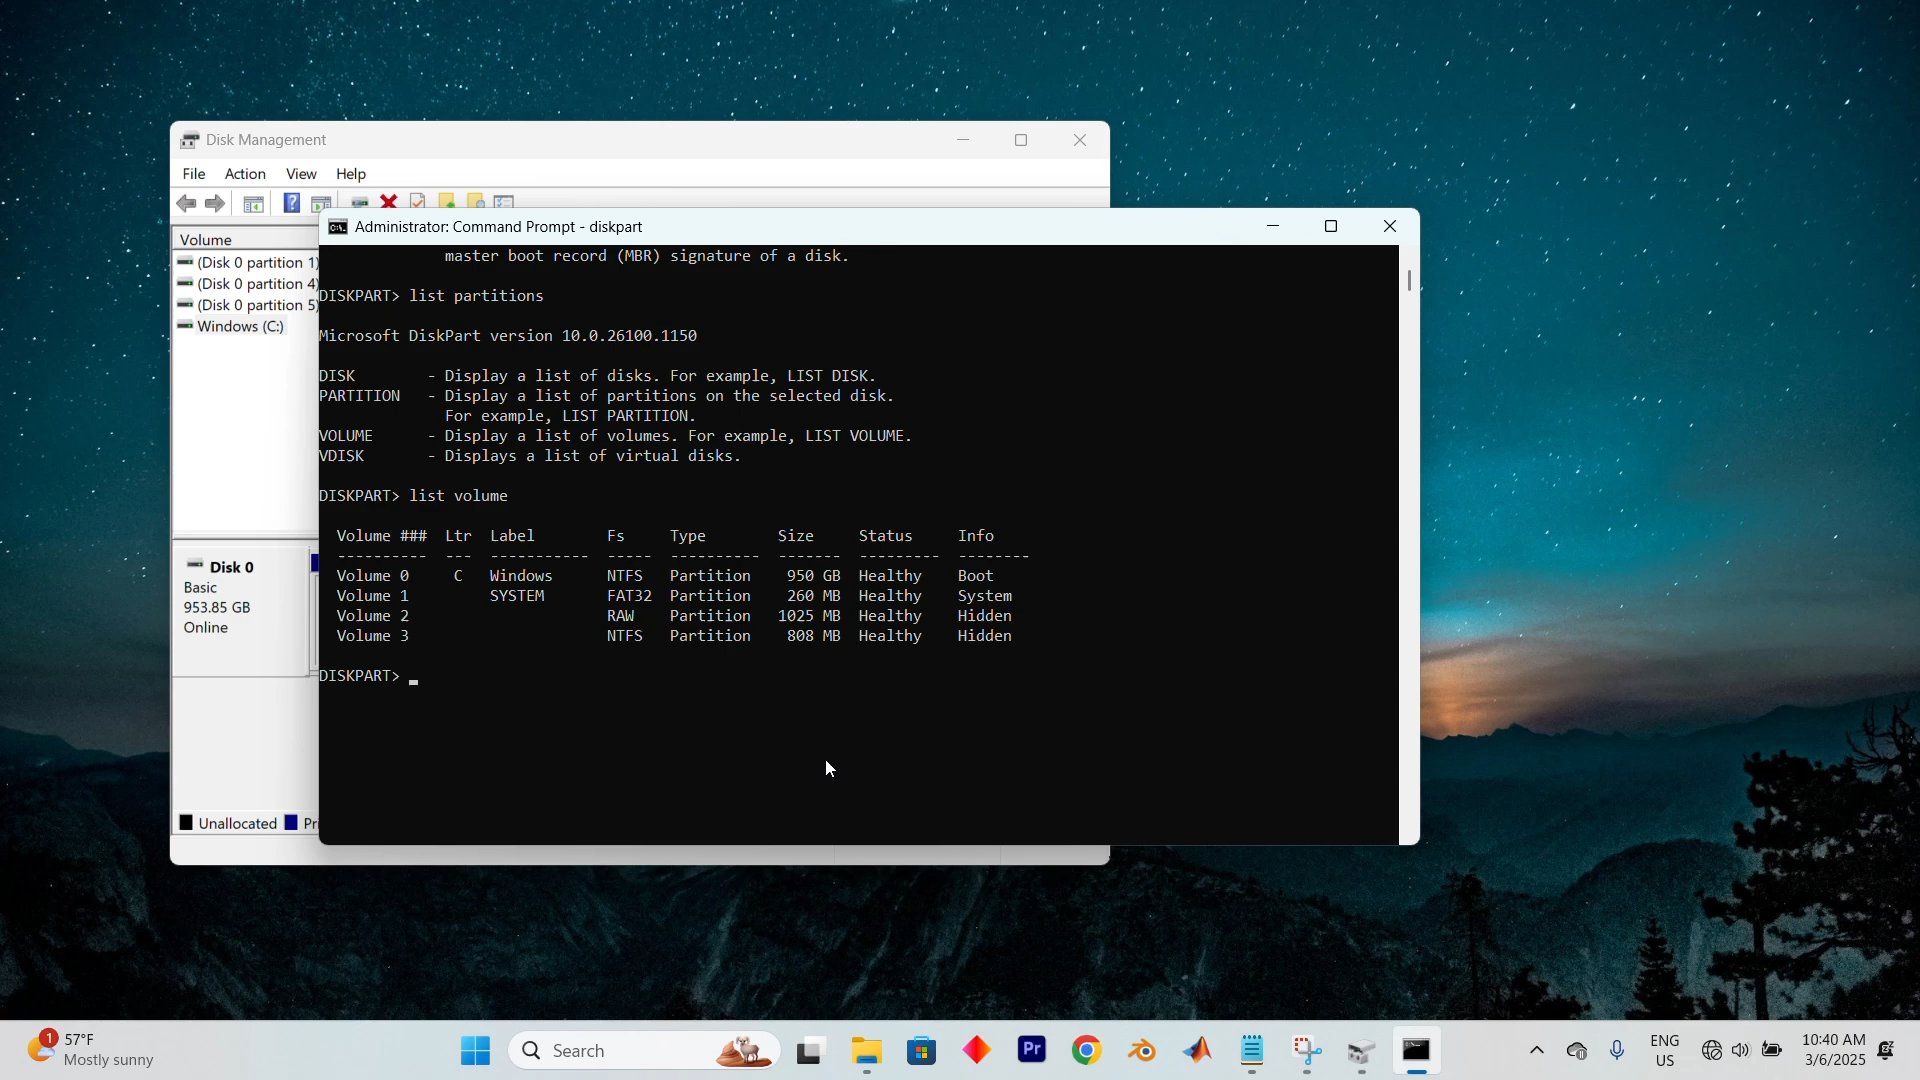 Disk Management
File Action View Help
Volume
(Disk 0 partition 1)
(Disk 0 partition 4)
(Disk 0 partition 5)
Windows (C:)
Disk 0
Basic
953.85 GB
Online
Unallocated
Administrator: Command Prompt - diskpart
master boot record (MBR) signature of a disk.
DISKPART> list partitions
Microsoft DiskPart version 10.0.26100.1150
DISK - Display a list of disks. For example, LIST DISK.
PARTITION - Display a list of partitions on the selected disk.
For example, LIST PARTITION.
VOLUME - Display a list of volumes. For example, LIST VOLUME.
VDISK - Displays a list of virtual disks.
DISKPART> list volume
Volume ### Ltr Label Fs Type Size Status Info
---------- --- ----------- ----- ---------- ------- --------- --------
Volume 0 C Windows NTFS Partition 950 GB Healthy Boot
Volume 1 SYSTEM FAT32 Partition 260 MB Healthy System
Volume 2 RAW Partition 1025 MB Healthy Hidden
Volume 3 NTFS Partition 808 MB Healthy Hidden
DISKPART> _
1
57°F
Mostly sunny
Search
Pr
ENG
US
10:40 AM
3/6/2025